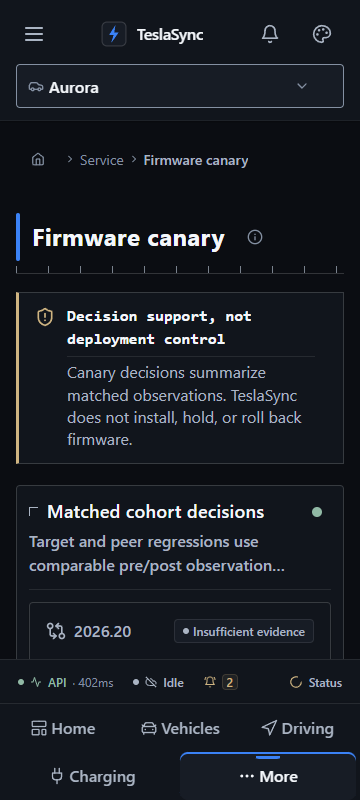 TeslaSync
Aurora
Service
Firmware canary
Firmware canary
Decision support, not
deployment control
Canary decisions summarize
matched observations. TeslaSync
does not install, hold, or roll back
firmware.
Matched cohort decisions
Target and peer regressions use
comparable pre/post observation...
2026.20
Insufficient evidence
API · 402ms
Idle
2
Status
Home
Vehicles
Driving
Charging
More